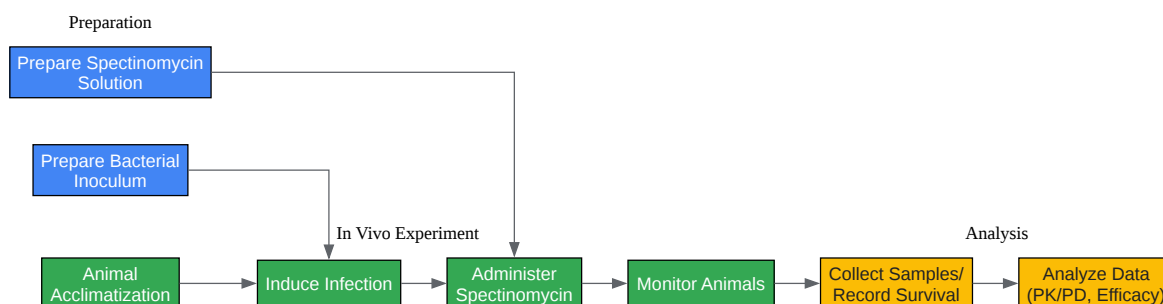 Preparation
Prepare Spectinomycin
Solution
Prepare Bacterial
Inoculum
In Vivo Experiment
Analysis
Animal
Acclimatization
Induce Infection
Administer
Spectinomycin
Monitor Animals
Collect Samples/
Record Survival
Analyze Data
(PK/PD, Efficacy)